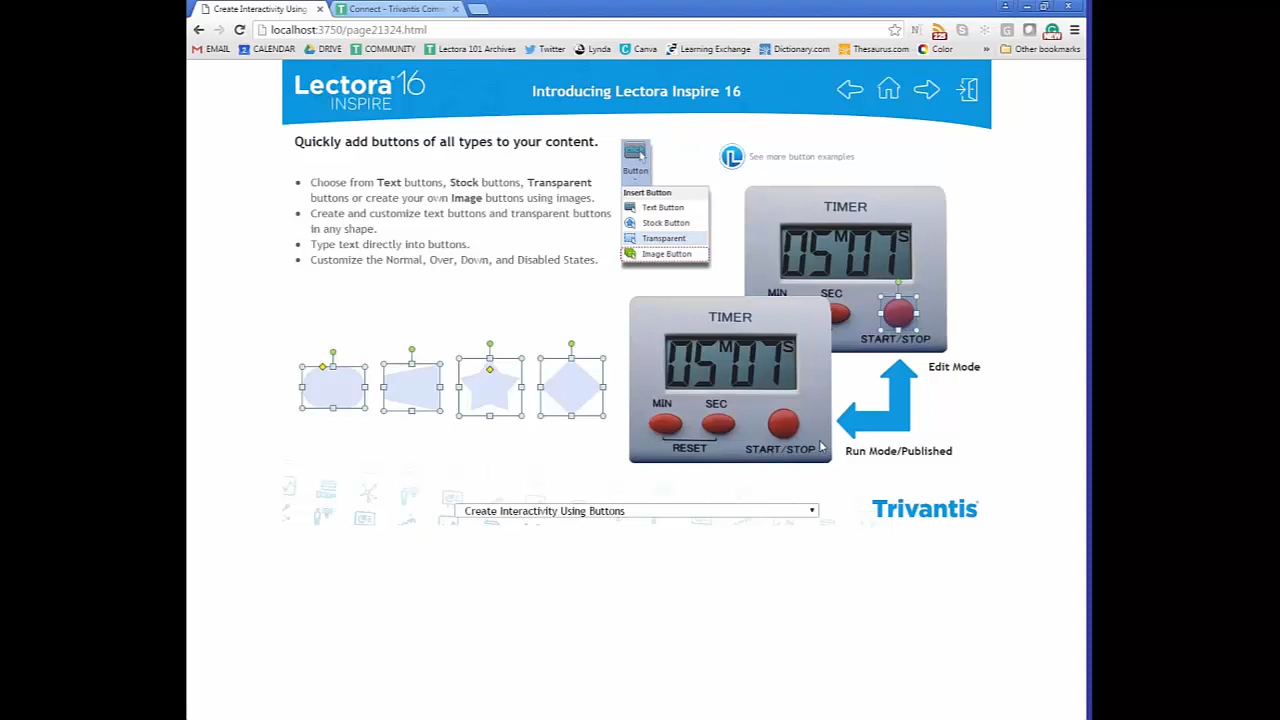 Create Interactivity Using
Connect - Trivantis Com
localhost:3750/page21324.html
EMAIL CALENDAR DRIVE COMMUNITY Lectora 101 Archives Twitter Lynda Canva Learning Exchange Dictionary.com Thesaurus.com Color » Other bookmarks
Lectora 16
INSPIRE
Introducing Lectora Inspire 16
Quickly add buttons of all types to your content.
• Choose from Text buttons, Stock buttons, Transparent
buttons or create your own Image buttons using images.
• Create and customize text buttons and transparent buttons
in any shape.
• Type text directly into buttons.
• Customize the Normal, Over, Down, and Disabled States.
Button
Insert Button
Text Button
Stock Button
Transparent
Image Button
See more button examples
TIMER
05 M 07 S
MIN SEC
START/STOP
TIMER
05 M 07 S
MIN SEC
RESET START/STOP
Edit Mode
Run Mode/Published
Create Interactivity Using Buttons
Trivantis